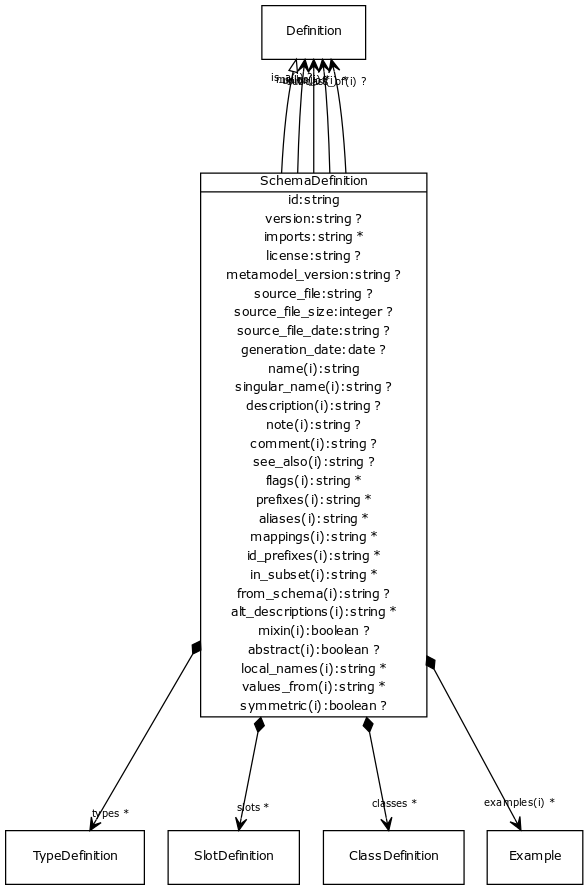 Definition
subclass_of(i) ?
SchemaDefinition
id:string
version:string ?
imports:string *
license:string ?
metamodel_version:string ?
source_file:string ?
source_file_size:integer ?
source_file_date:string ?
generation_date:date ?
name(i):string
singular_name(i):string ?
description(i):string ?
note(i):string ?
comment(i):string ?
see_also(i):string ?
flags(i):string *
prefixes(i):string *
aliases(i):string *
mappings(i):string *
id_prefixes(i):string *
in_subset(i):string *
from_schema(i):string ?
alt_descriptions(i):string *
mixin(i):boolean ?
abstract(i):boolean ?
local_names(i):string *
values_from(i):string *
symmetric(i):boolean ?
types *
slots *
classes *
examples(i) *
TypeDefinition
SlotDefinition
ClassDefinition
Example